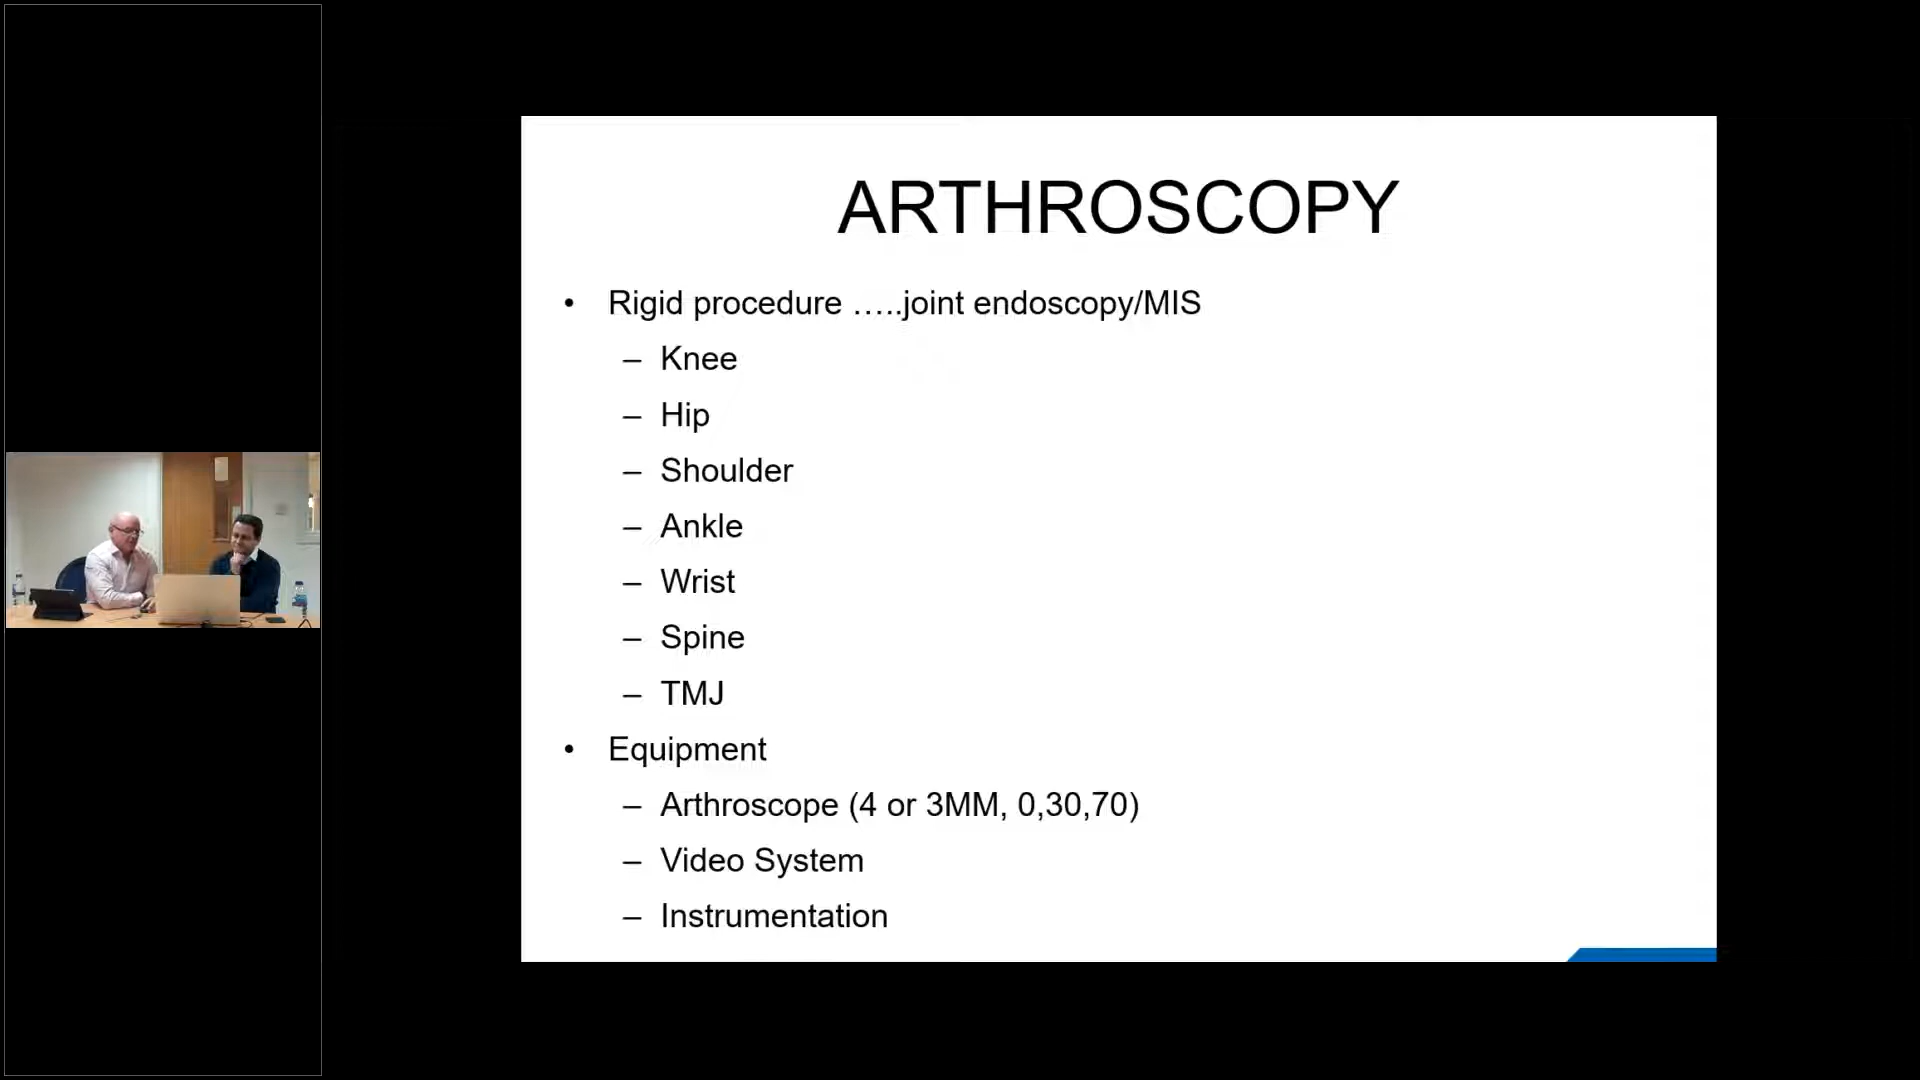 ARTHROSCOPY
• Rigid procedure …..joint endoscopy/MIS
– Knee
– Hip
– Shoulder
– Ankle
– Wrist
– Spine
– TMJ
• Equipment
– Arthroscope (4 or 3MM, 0,30,70)
– Video System
– Instrumentation